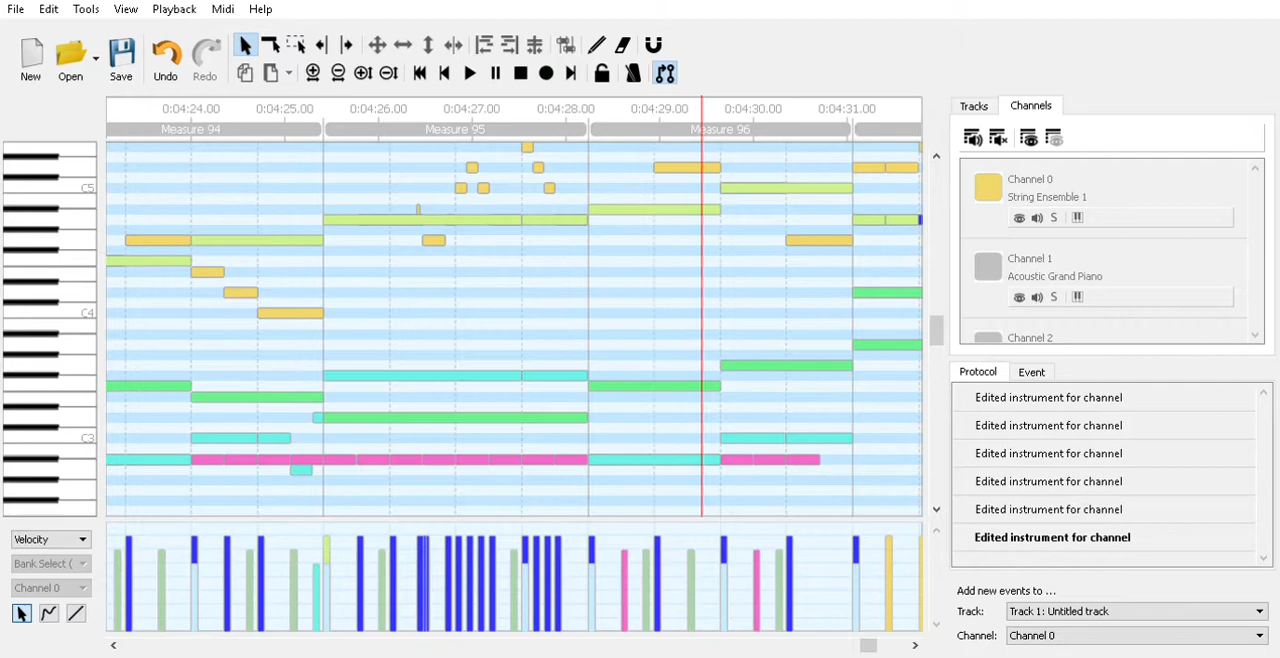 File Edit Tools View Playback Midi Help
New Open Save Undo Redo
0:04:24.00 0:04:25.00 0:04:26.00 0:04:27.00 0:04:28.00 0:04:29.00 0:04:30.00 0:04:31.00
Measure 94 Measure 95 Measure 96
C5
C4
C3
Tracks Channels
Channel 0
String Ensemble 1
S
Channel 1
Acoustic Grand Piano
S
Channel 2
Protocol Event
Edited instrument for channel
Edited instrument for channel
Edited instrument for channel
Edited instrument for channel
Edited instrument for channel
Edited instrument for channel
Velocity
Bank Select (
Channel 0
Add new events to ...
Track: Track 1: Untitled track
Channel: Channel 0